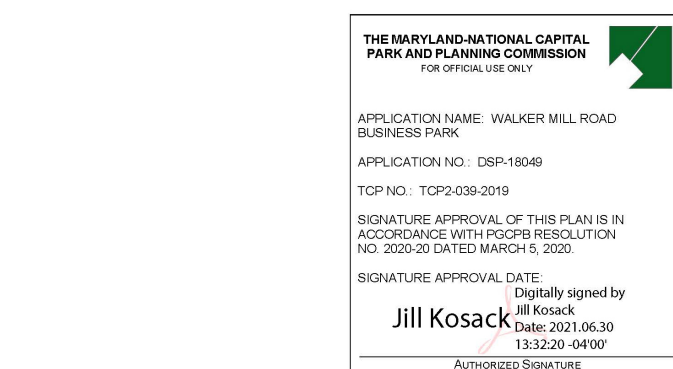 THE MARYLAND-NATIONAL CAPITAL
PARK AND PLANNING COMMISSION
FOR OFFICIAL USE ONLY
APPLICATION NAME: WALKER MILL ROAD
BUSINESS PARK
APPLICATION NO.: DSP-18049
TCP NO.: TCP2-039-2019
SIGNATURE APPROVAL OF THIS PLAN IS IN
ACCORDANCE WITH PGCPB RESOLUTION
NO. 2020-20 DATED MARCH 5, 2020.
SIGNATURE APPROVAL DATE:
Jill Kosack
Digitally signed by
Jill Kosack
Date: 2021.06.30
13:32:20 -04'00'
AUTHORIZED SIGNATURE